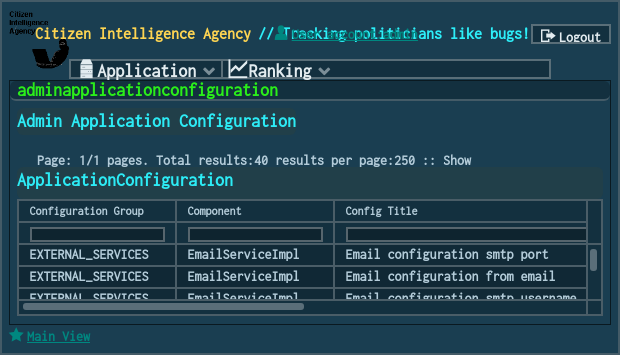 Citizen
Intelligence
Agency
Citizen Intelligence Agency // Tracking politicians like bugs!
Logout
Application Ranking
adminapplicationconfiguration
Admin Application Configuration
Page: 1/1 pages. Total results:40 results per page:250 :: Show
ApplicationConfiguration
Configuration Group Component Config Title
EXTERNAL_SERVICES EmailServiceImpl Email configuration smtp port
EXTERNAL_SERVICES EmailServiceImpl Email configuration from email
EXTERNAL_SERVICES EmailServiceImpl Email configuration smtp username
Main View